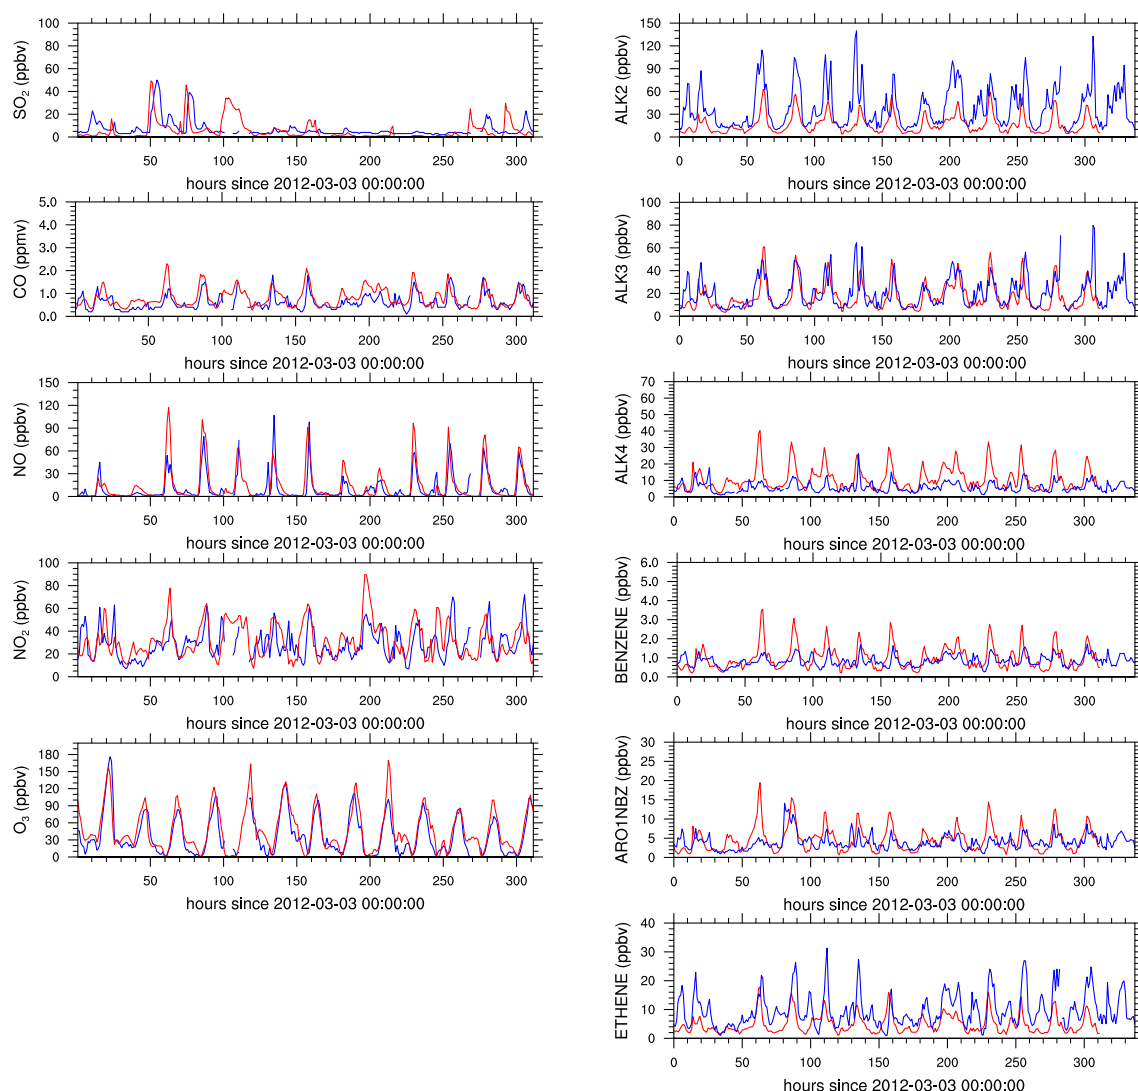 SO2 (ppbv)
100
80
60
40
20
0
50 100 150 200 250 300
hours since 2012-03-03 00:00:00
CO (ppmv)
5.0
4.0
3.0
2.0
1.0
0.0
50 100 150 200 250 300
hours since 2012-03-03 00:00:00
NO (ppbv)
150
120
90
60
30
0
50 100 150 200 250 300
hours since 2012-03-03 00:00:00
NO2 (ppbv)
100
80
60
40
20
0
50 100 150 200 250 300
hours since 2012-03-03 00:00:00
O3 (ppbv)
180
150
120
90
60
30
0
50 100 150 200 250 300
hours since 2012-03-03 00:00:00
ALK2 (ppbv)
150
120
90
60
30
0
0 50 100 150 200 250 300
hours since 2012-03-03 00:00:00
ALK3 (ppbv)
100
80
60
40
20
0
0 50 100 150 200 250 300
hours since 2012-03-03 00:00:00
ALK4 (ppbv)
70
60
50
40
30
20
10
0
0 50 100 150 200 250 300
hours since 2012-03-03 00:00:00
BENZENE (ppbv)
6.0
5.0
4.0
3.0
2.0
1.0
0.0
0 50 100 150 200 250 300
hours since 2012-03-03 00:00:00
ARO1NBZ (ppbv)
30
25
20
15
10
5
0
0 50 100 150 200 250 300
hours since 2012-03-03 00:00:00
ETHENE (ppbv)
40
30
20
10
0
0 50 100 150 200 250 300
hours since 2012-03-03 00:00:00